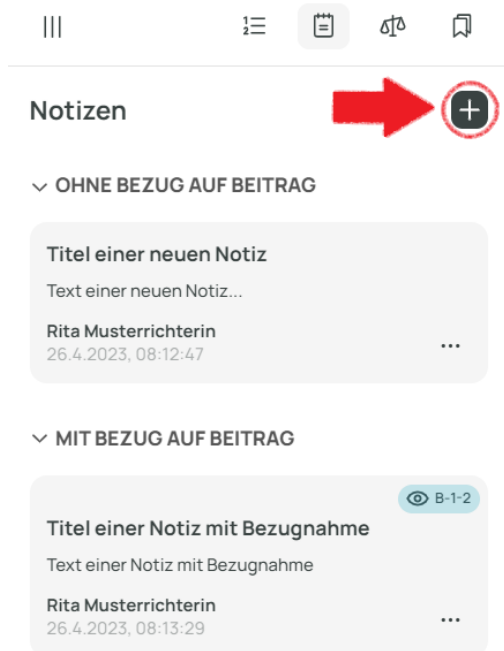 Notizen
OHNE BEZUG AUF BEITRAG
Titel einer neuen Notiz
Text einer neuen Notiz...
Rita Musterrichterin
26.4.2023, 08:12:47
MIT BEZUG AUF BEITRAG
B-1-2
Titel einer Notiz mit Bezugnahme
Text einer Notiz mit Bezugnahme
Rita Musterrichterin
26.4.2023, 08:13:29